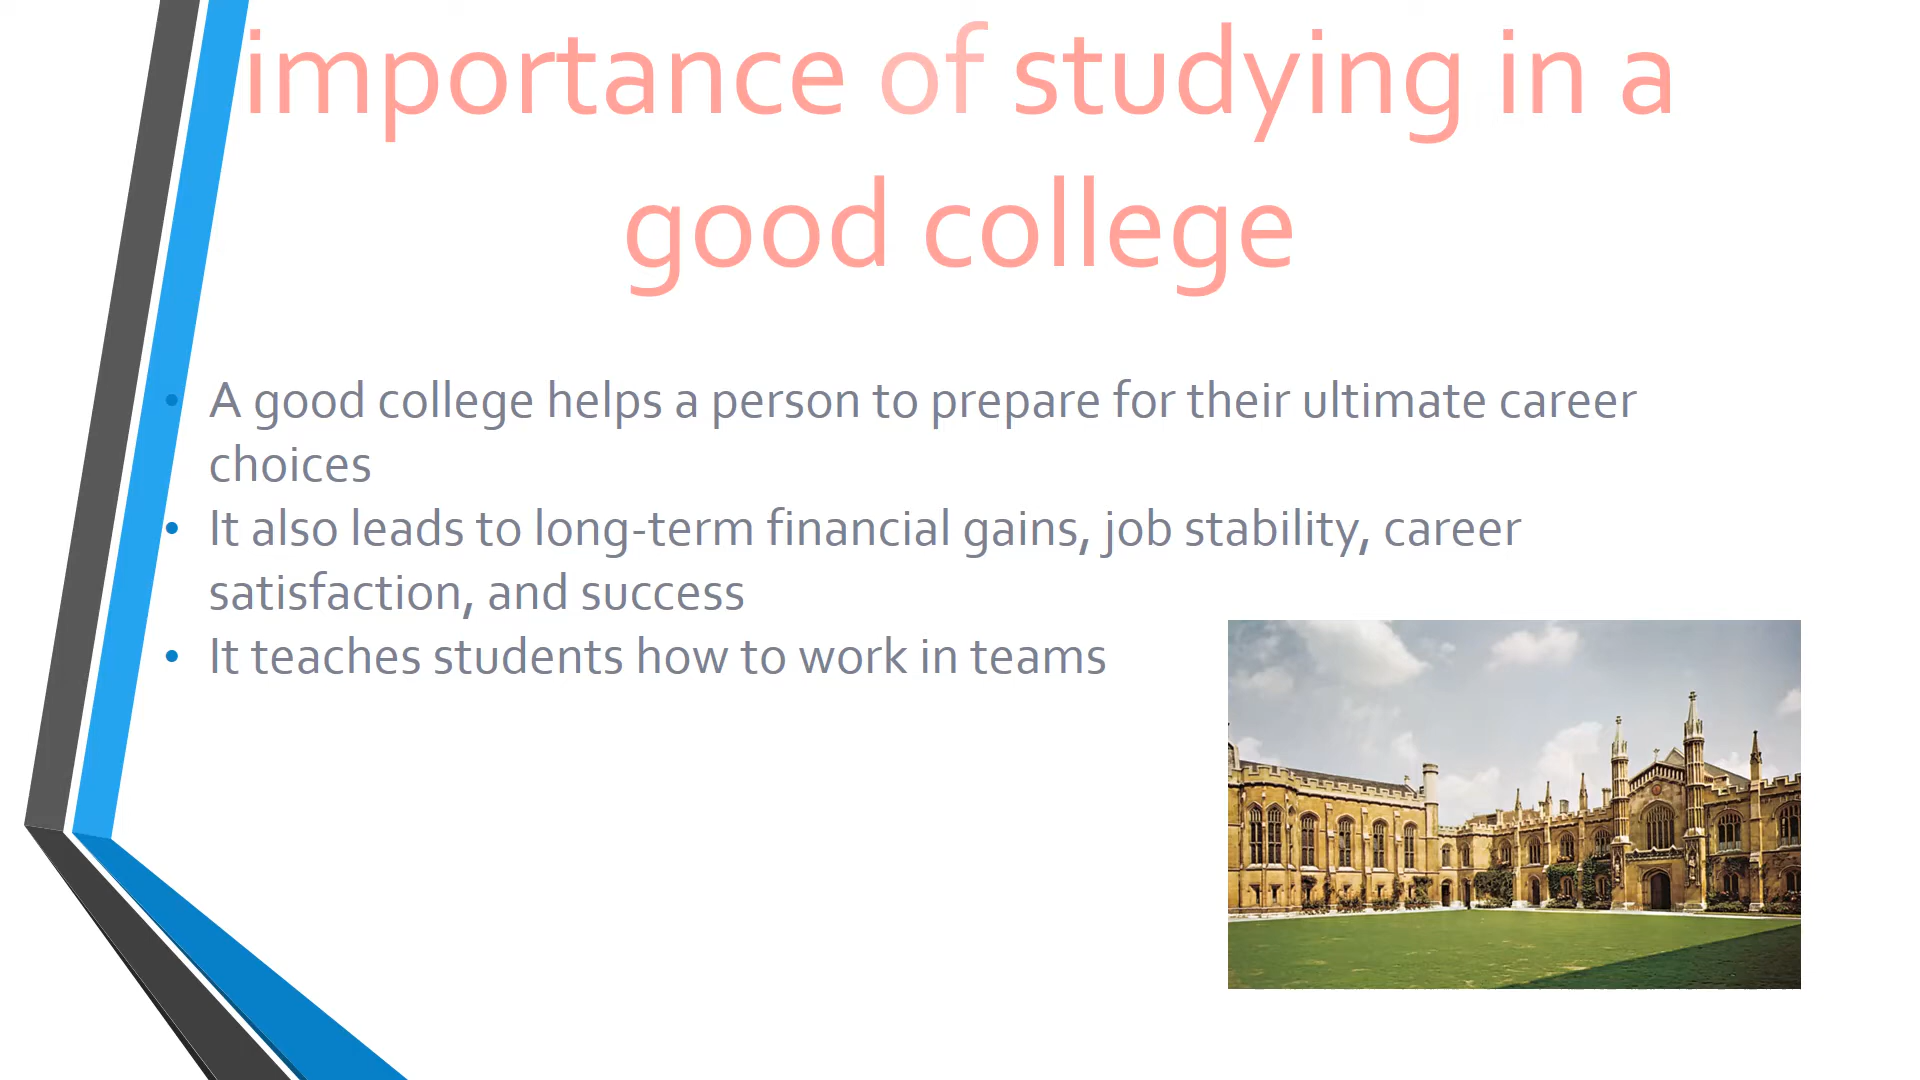 importance of studying in a
good college
• A good college helps a person to prepare for their ultimate career
choices
• It also leads to long-term financial gains, job stability, career
satisfaction, and success
• It teaches students how to work in teams